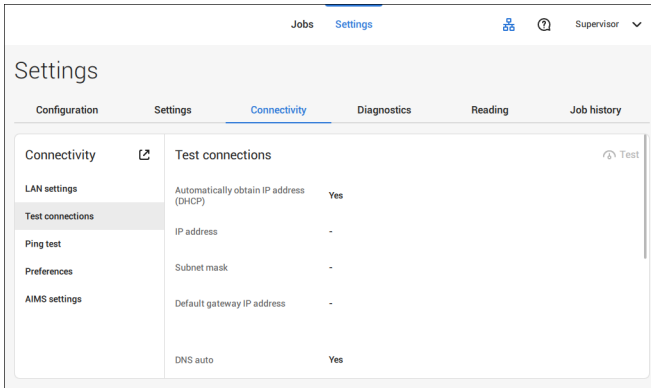 Jobs Settings Supervisor
Settings
Configuration Settings Connectivity Diagnostics Reading Job history
Connectivity
LAN settings
Test connections
Ping test
Preferences
AIMS settings
Test connections Test
Automatically obtain IP address
(DHCP) Yes
IP address -
Subnet mask -
Default gateway IP address -
DNS auto Yes